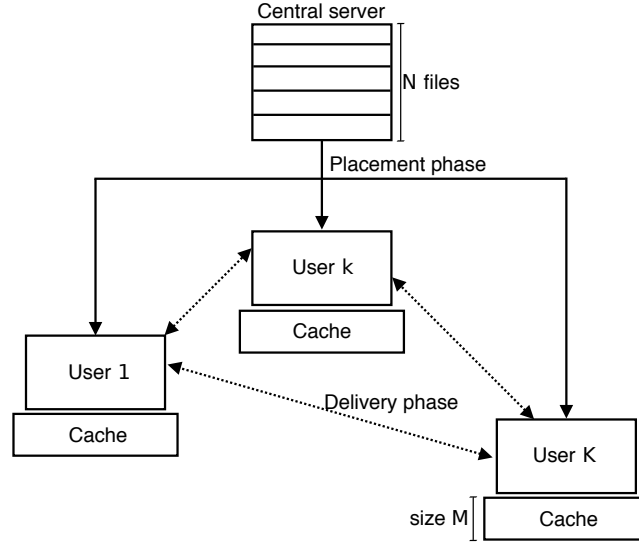 Central server
N files
Placement phase
User k
Cache
User 1
Cache
Delivery phase
User K
size M
Cache